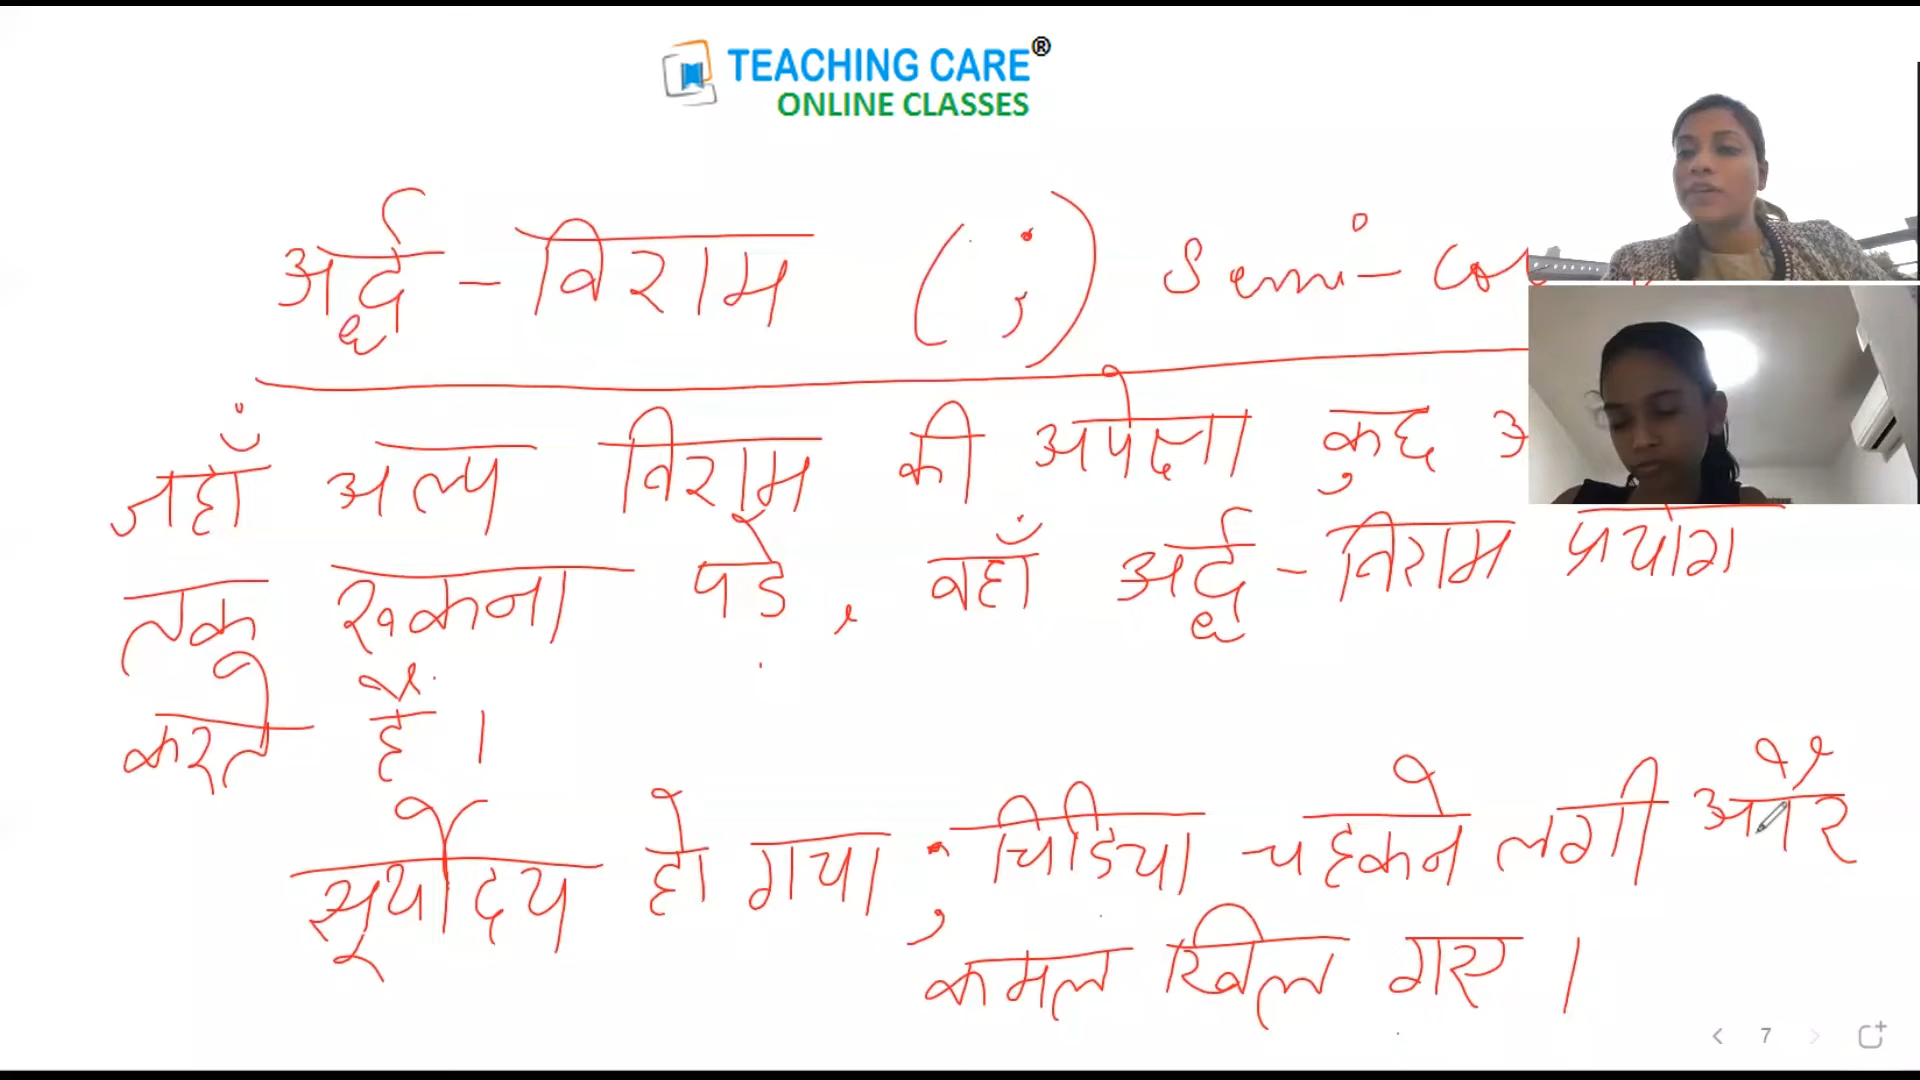 TEACHING CARE®
ONLINE CLASSES
अर्द्ध - विराम ( ; ) Semi-
जहाँ अल्प विराम की अपेक्षा कुछ
तक रूकना पडे , वहाँ अर्द्ध - विराम प्रयोग
करते हैं ।
सूर्योदय हो गया ; चिडिया चहकने लगी और
कमल खिल गए ।
7